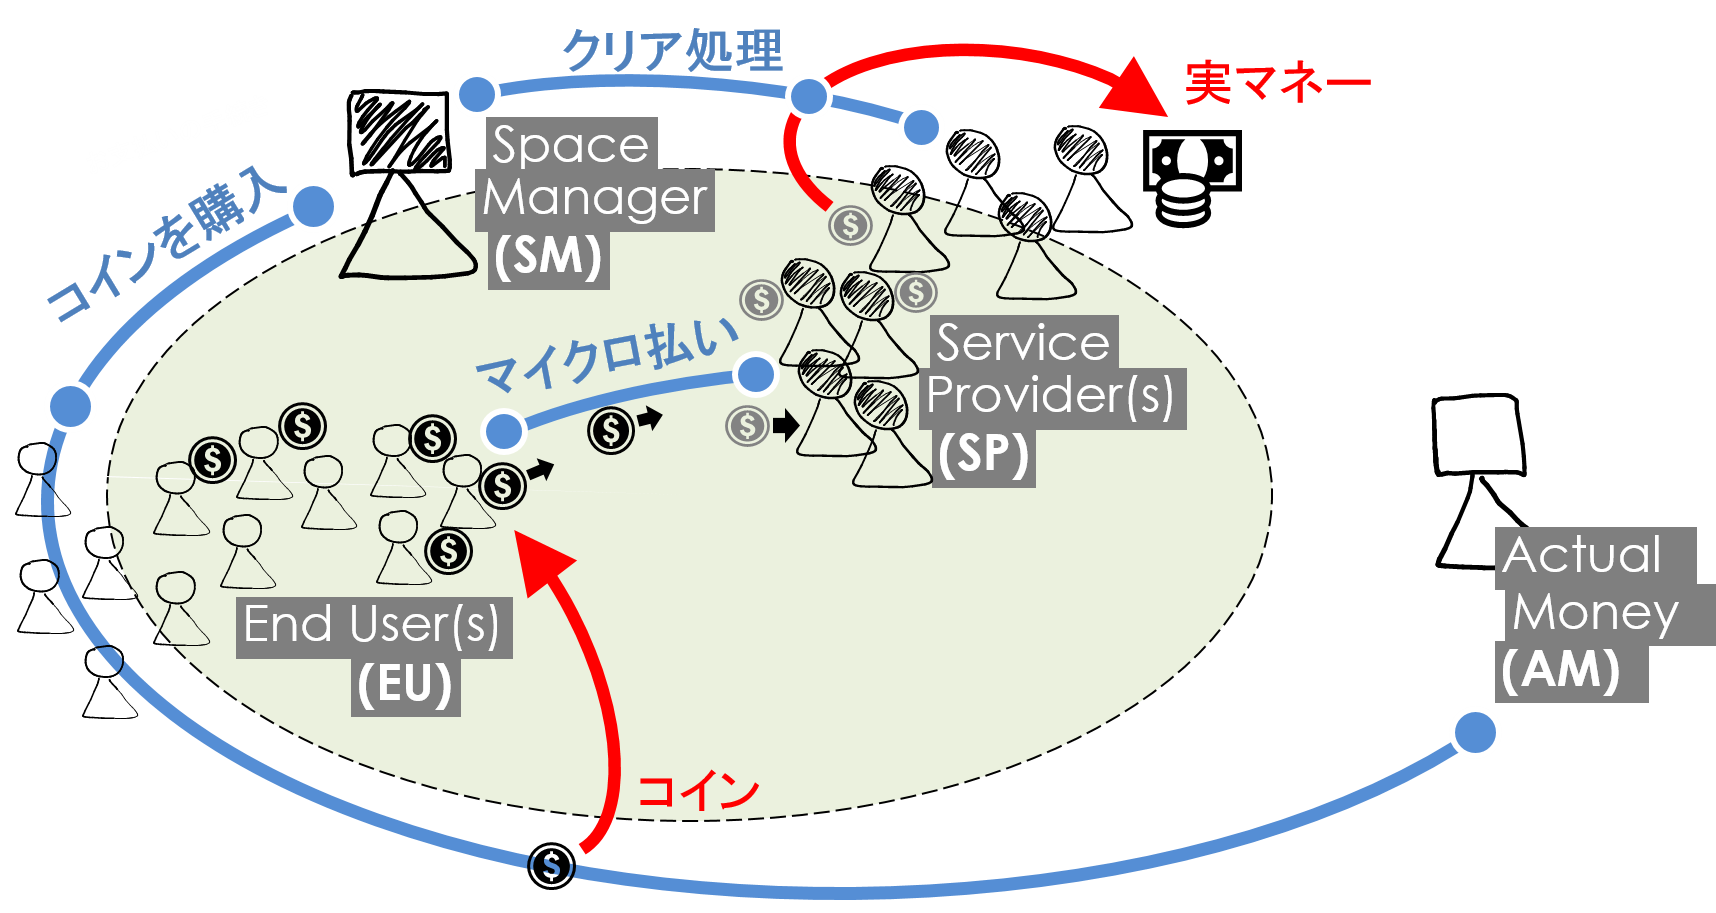 クリア処理
実マネー
コインを購入
Space
Manager
(SM)
マイクロ払い
Service
Provider(s)
(SP)
End User(s)
(EU)
Actual
Money
(AM)
コイン